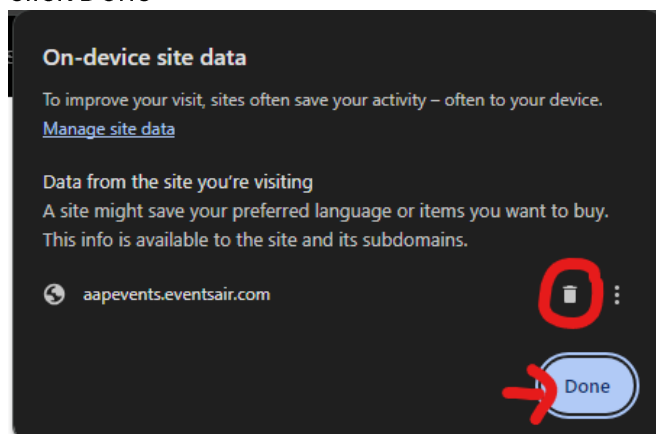 On-device site data
To improve your visit, sites often save your activity – often to your device.
Manage site data
Data from the site you're visiting
A site might save your preferred language or items you want to buy.
This info is available to the site and its subdomains.
aapevents.eventsair.com
Done